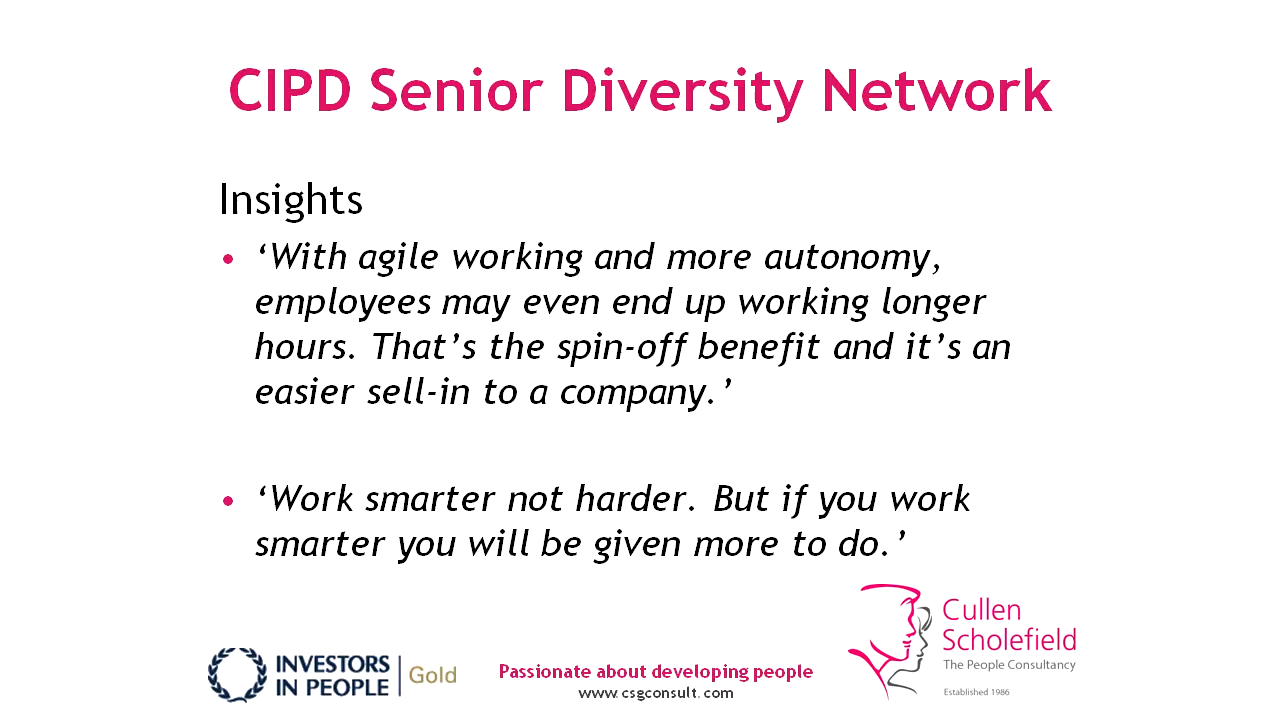 CIPD Senior Diversity Network
Insights
• ‘With agile working and more autonomy,
employees may even end up working longer
hours. That’s the spin-off benefit and it’s an
easier sell-in to a company.’
• ‘Work smarter not harder. But if you work
smarter you will be given more to do.’
INVESTORS
IN PEOPLE
Gold
Passionate about developing people
www.csgconsult.com
Cullen
Scholefield
The People Consultancy
Established 1986